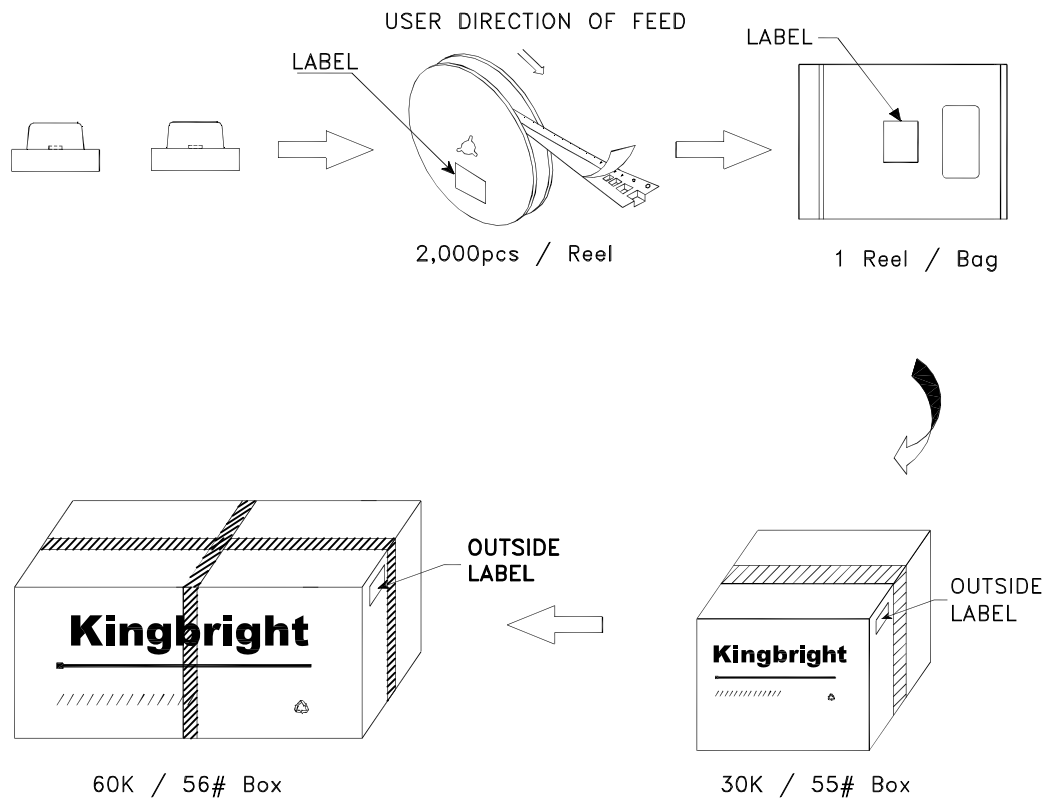 USER DIRECTION OF FEED
LABEL
LABEL
2,000pcs / Reel
1 Reel / Bag
OUTSIDE
LABEL
OUTSIDE
LABEL
Kingbright
Kingbright
60K / 56# Box
30K / 55# Box